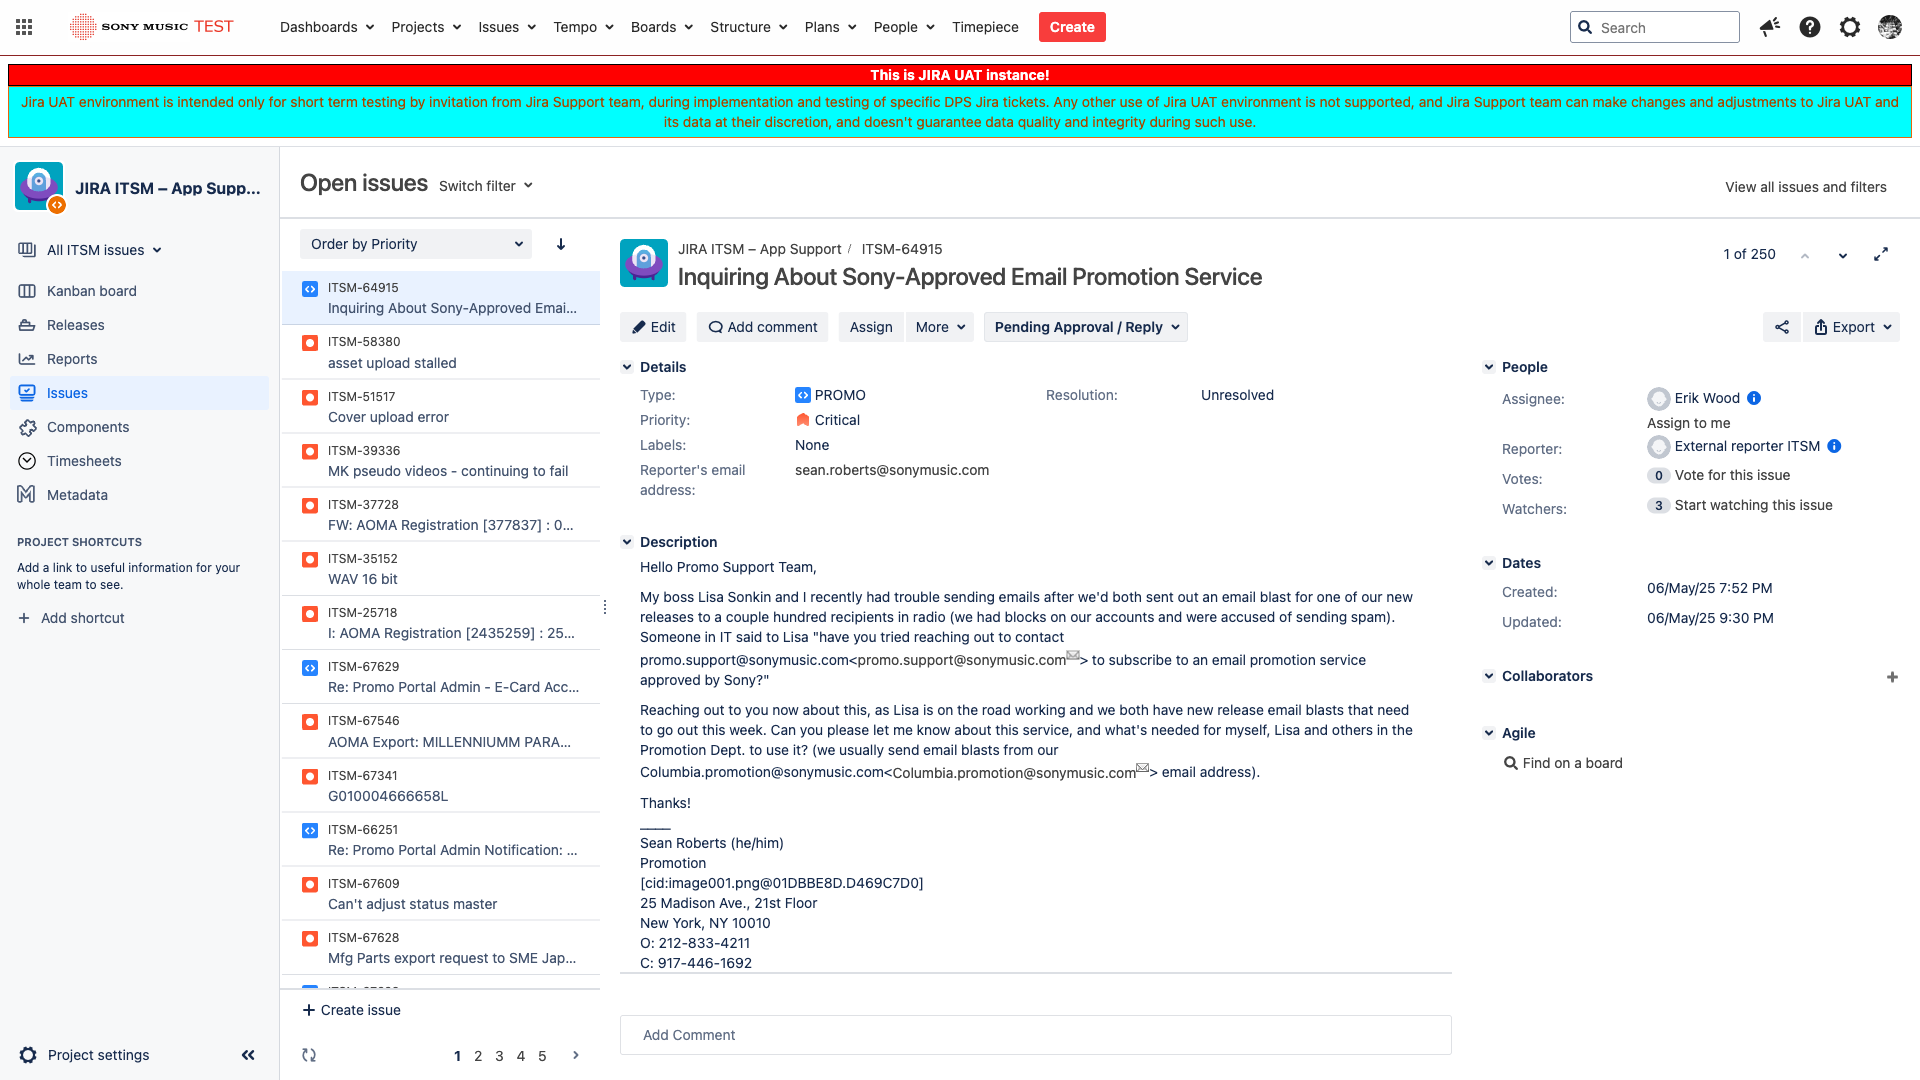 SONY MUSIC TEST
Dashboards Projects Issues Tempo Boards Structure Plans People Timepiece Create
Search
This is JIRA UAT instance!
Jira UAT environment is intended only for short term testing by invitation from Jira Support team, during implementation and testing of specific DPS Jira tickets. Any other use of Jira UAT environment is not supported, and Jira Support team can make changes and adjustments to Jira UAT and
its data at their discretion, and doesn't guarantee data quality and integrity during such use.
JIRA ITSM – App Supp...
All ITSM issues
Kanban board
Releases
Reports
Issues
Components
Timesheets
Metadata
PROJECT SHORTCUTS
Add a link to useful information for your
whole team to see.
Add shortcut
Project settings
Open issues Switch filter
View all issues and filters
Order by Priority
ITSM-64915
Inquiring About Sony-Approved Emai...
ITSM-58380
asset upload stalled
ITSM-51517
Cover upload error
ITSM-39336
MK pseudo videos - continuing to fail
ITSM-37728
FW: AOMA Registration [377837] : 0...
ITSM-35152
WAV 16 bit
ITSM-25718
I: AOMA Registration [2435259] : 25...
ITSM-67629
Re: Promo Portal Admin - E-Card Acc...
ITSM-67546
AOMA Export: MILLENNIUMM PARA...
ITSM-67341
G010004666658L
ITSM-66251
Re: Promo Portal Admin Notification: ...
ITSM-67609
Can't adjust status master
ITSM-67628
Mfg Parts export request to SME Jap...
Create issue
1 2 3 4 5
JIRA ITSM – App Support / ITSM-64915
Inquiring About Sony-Approved Email Promotion Service
1 of 250
Edit Add comment Assign More Pending Approval / Reply
Export
Details
Type: PROMO
Resolution: Unresolved
Priority: Critical
Labels: None
Reporter's email
address:
sean.roberts@sonymusic.com
Description
Hello Promo Support Team,
My boss Lisa Sonkin and I recently had trouble sending emails after we'd both sent out an email blast for one of our new
releases to a couple hundred recipients in radio (we had blocks on our accounts and were accused of sending spam).
Someone in IT said to Lisa "have you tried reaching out to contact
promo.support@sonymusic.com<promo.support@sonymusic.com> to subscribe to an email promotion service
approved by Sony?"
Reaching out to you now about this, as Lisa is on the road working and we both have new release email blasts that need
to go out this week. Can you please let me know about this service, and what's needed for myself, Lisa and others in the
Promotion Dept. to use it? (we usually send email blasts from our
Columbia.promotion@sonymusic.com<Columbia.promotion@sonymusic.com> email address).
Thanks!
____
Sean Roberts (he/him)
Promotion
[cid:image001.png@01DBBE8D.D469C7D0]
25 Madison Ave., 21st Floor
New York, NY 10010
O: 212-833-4211
C: 917-446-1692
Add Comment
People
Assignee: Erik Wood
Assign to me
Reporter: External reporter ITSM
Votes: 0 Vote for this issue
Watchers: 3 Start watching this issue
Dates
Created: 06/May/25 7:52 PM
Updated: 06/May/25 9:30 PM
Collaborators
Agile
Find on a board